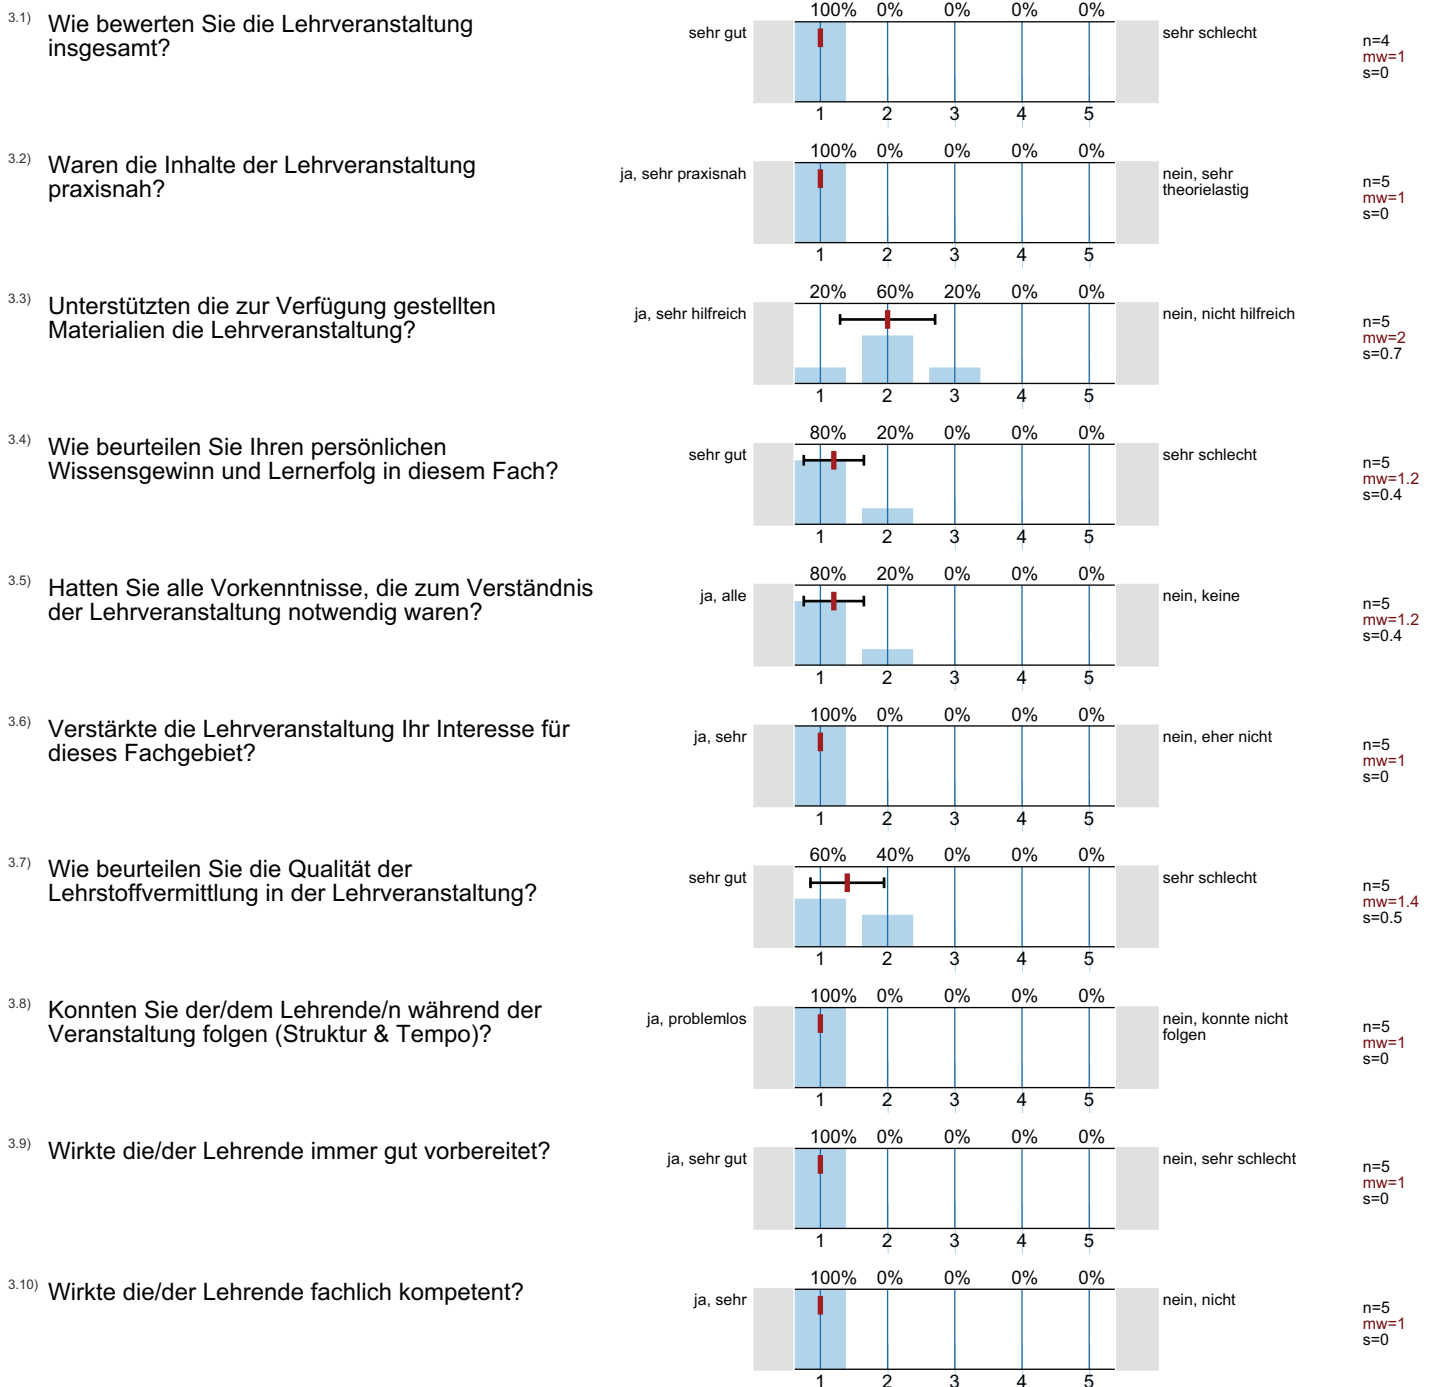 3.1) Wie bewerten Sie die Lehrveranstaltung
insgesamt?
100% 0% 0% 0% 0%
sehr gut
sehr schlecht
1 2 3 4 5
n=4
mw=1
s=0
3.2) Waren die Inhalte der Lehrveranstaltung
praxisnah?
100% 0% 0% 0% 0%
ja, sehr praxisnah
nein, sehr
theorielastig
1 2 3 4 5
n=5
mw=1
s=0
3.3) Unterstützten die zur Verfügung gestellten
Materialien die Lehrveranstaltung?
20% 60% 20% 0% 0%
ja, sehr hilfreich
nein, nicht hilfreich
1 2 3 4 5
n=5
mw=2
s=0.7
3.4) Wie beurteilen Sie Ihren persönlichen
Wissensgewinn und Lernerfolg in diesem Fach?
80% 20% 0% 0% 0%
sehr gut
sehr schlecht
1 2 3 4 5
n=5
mw=1.2
s=0.4
3.5) Hatten Sie alle Vorkenntnisse, die zum Verständnis
der Lehrveranstaltung notwendig waren?
80% 20% 0% 0% 0%
ja, alle
nein, keine
1 2 3 4 5
n=5
mw=1.2
s=0.4
3.6) Verstärkte die Lehrveranstaltung Ihr Interesse für
dieses Fachgebiet?
100% 0% 0% 0% 0%
ja, sehr
nein, eher nicht
1 2 3 4 5
n=5
mw=1
s=0
3.7) Wie beurteilen Sie die Qualität der
Lehrstoffvermittlung in der Lehrveranstaltung?
60% 40% 0% 0% 0%
sehr gut
sehr schlecht
1 2 3 4 5
n=5
mw=1.4
s=0.5
3.8) Konnten Sie der/dem Lehrende/n während der
Veranstaltung folgen (Struktur & Tempo)?
100% 0% 0% 0% 0%
ja, problemlos
nein, konnte nicht
folgen
1 2 3 4 5
n=5
mw=1
s=0
3.9) Wirkte die/der Lehrende immer gut vorbereitet?
100% 0% 0% 0% 0%
ja, sehr gut
nein, sehr schlecht
1 2 3 4 5
n=5
mw=1
s=0
3.10) Wirkte die/der Lehrende fachlich kompetent?
100% 0% 0% 0% 0%
ja, sehr
nein, nicht
1 2 3 4 5
n=5
mw=1
s=0